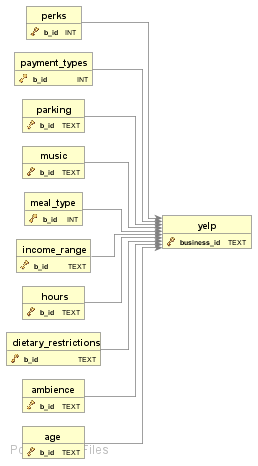 perks
b_id INT
payment_types
b_id INT
parking
b_id TEXT
music
b_id TEXT
meal_type
b_id INT
yelp
business_id TEXT
income_range
b_id TEXT
hours
b_id TEXT
dietary_restrictions
b_id TEXT
ambience
b_id TEXT
age
b_id TEXT
Files